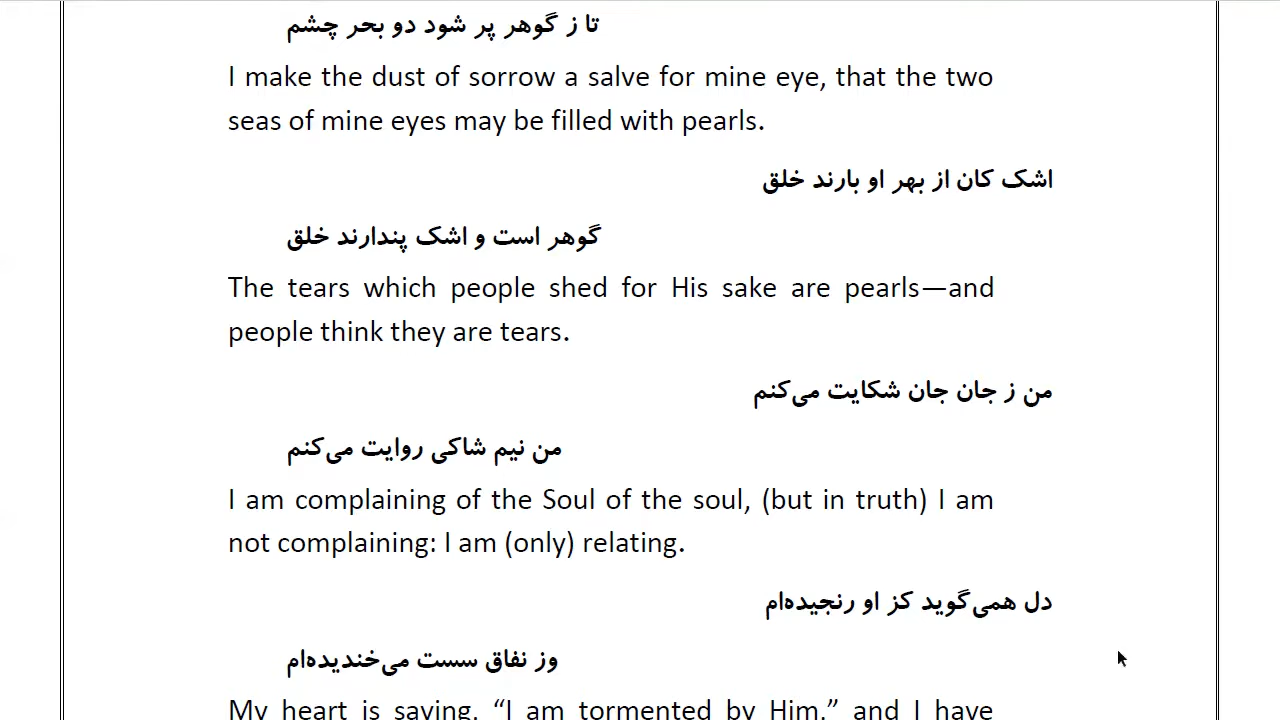 تا ز گوهر پر شود دو بحر چشم
I make the dust of sorrow a salve for mine eye, that the two
seas of mine eyes may be filled with pearls.
اشک کان از بهر او بارند خلق
گوهر است و اشک پندارند خلق
The tears which people shed for His sake are pearls—and
people think they are tears.
من ز جان جان شکایت می‌کنم
من نیم شاکی روایت می‌کنم
I am complaining of the Soul of the soul, (but in truth) I am
not complaining: I am (only) relating.
دل همی‌گوید کز او رنجیده‌ام
وز نفاق سست می‌خندیده‌ام
My heart is saying, “I am tormented by Him,” and I have